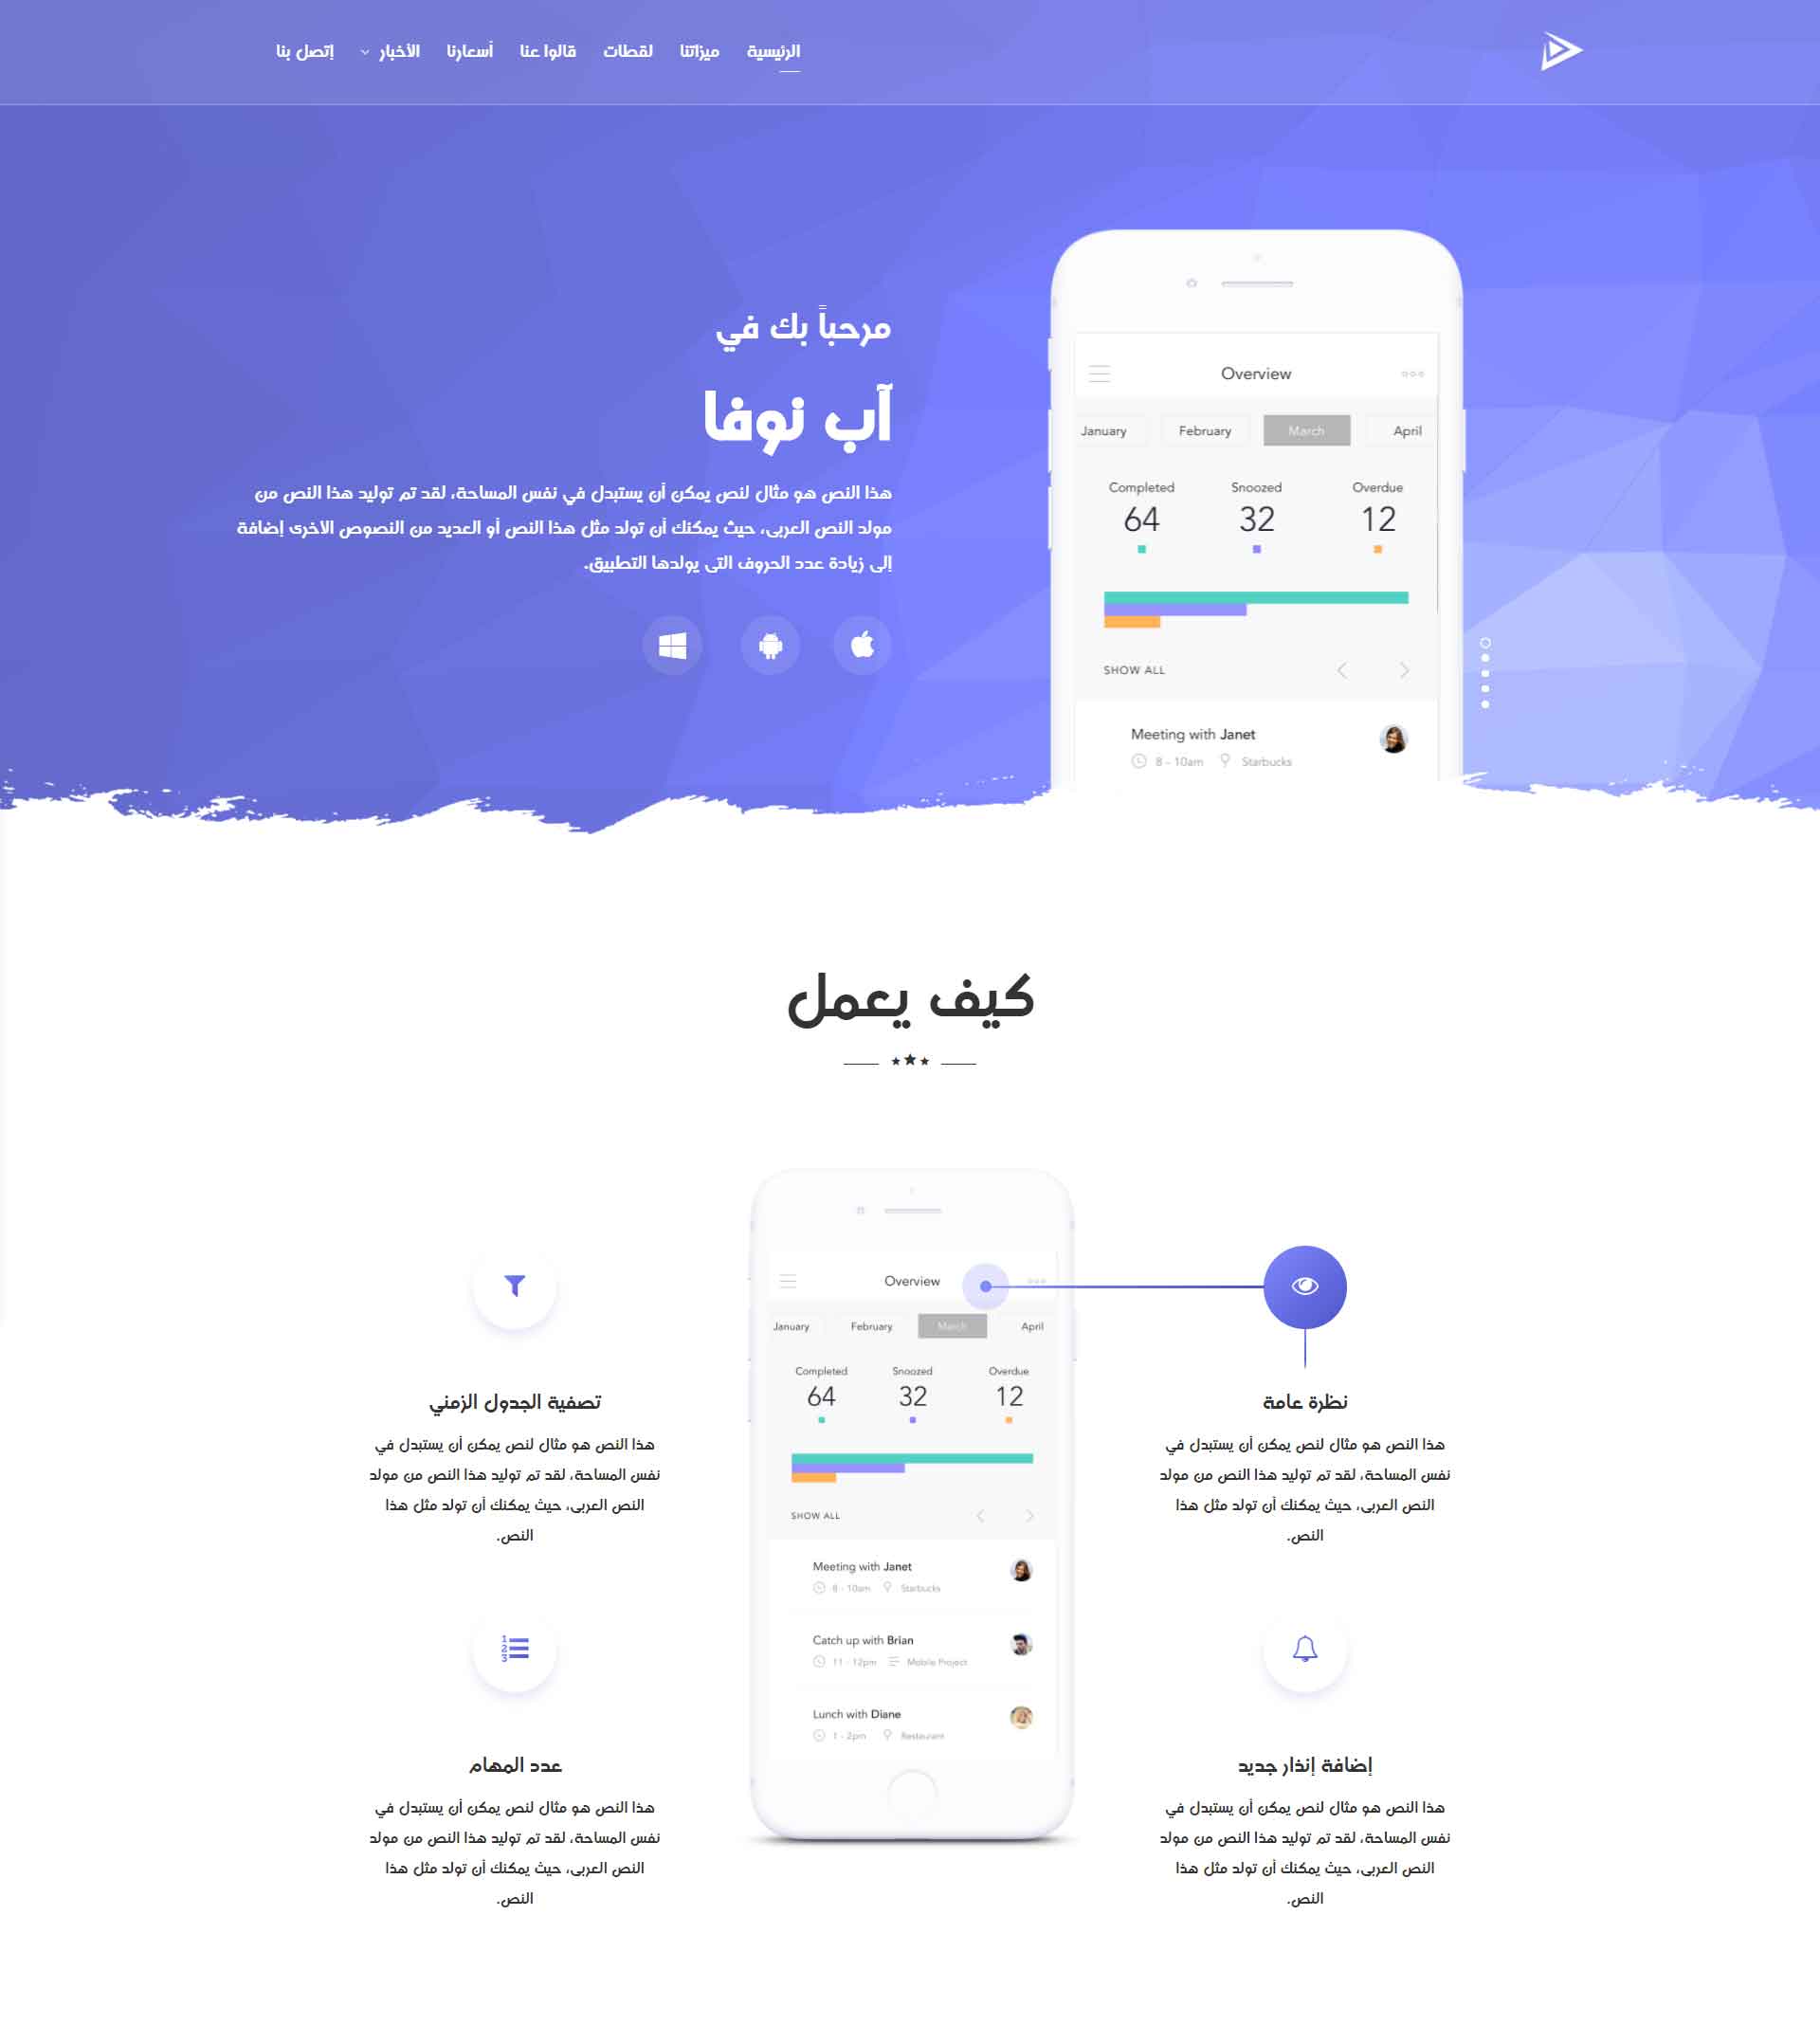 الرئيسية
ميزاتنا
لقطات
قالوا عنا
أسعارنا
الأخبار
إتصل بنا
مرحباً بك في
آب نوفا
هذا النص هو مثال لنص يمكن أن يستبدل في نفس المساحة، لقد تم توليد هذا النص من
مولد النص العربى، حيث يمكنك أن تولد مثل هذا النص أو العديد من النصوص الاخرى إضافة
إلى زيادة عدد الحروف التى يولدها التطبيق.
Overview
January February March April
Completed Snoozed Overdue
64 32 12
SHOW ALL
Meeting with Janet
8 - 10am Starbucks
كيف يعمل
نظرة عامة
هذا النص هو مثال لنص يمكن أن يستبدل في
نفس المساحة، لقد تم توليد هذا النص من مولد
النص العربى، حيث يمكنك أن تولد مثل هذا
النص.
إضافة إنذار جديد
هذا النص هو مثال لنص يمكن أن يستبدل في
نفس المساحة، لقد تم توليد هذا النص من مولد
النص العربى، حيث يمكنك أن تولد مثل هذا
النص.
Overview
January February March April
Completed Snoozed Overdue
64 32 12
SHOW ALL
Meeting with Janet
8 - 10am Starbucks
Catch up with Brian
11 - 12pm Mobile Project
Lunch with Diane
1 - 2pm Restaurant
تصفية الجدول الزمني
هذا النص هو مثال لنص يمكن أن يستبدل في
نفس المساحة، لقد تم توليد هذا النص من مولد
النص العربى، حيث يمكنك أن تولد مثل هذا
النص.
1
2
3
عدد المهام
هذا النص هو مثال لنص يمكن أن يستبدل في
نفس المساحة، لقد تم توليد هذا النص من مولد
النص العربى، حيث يمكنك أن تولد مثل هذا
النص.